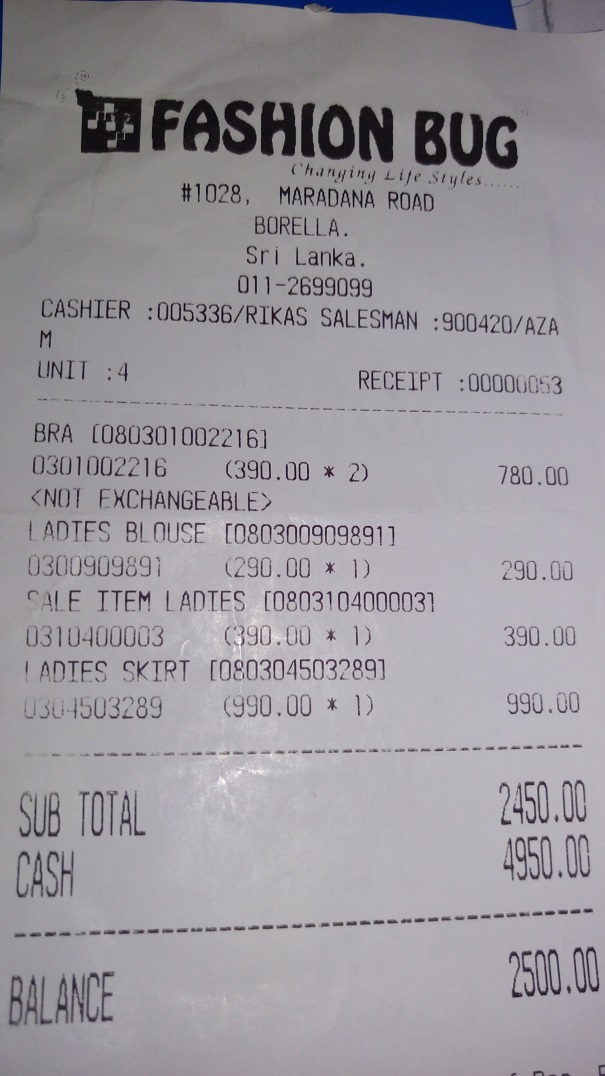 FASHION BUG
Changing Life Styles......
#1028, MARADANA ROAD
BORELLA.
Sri Lanka.
011-2699099
CASHIER :005336/RIKAS SALESMAN :900420/AZA
M
UNIT :4 RECEIPT :00000053
BRA [080301002216]
0301002216 (390.00 * 2) 780.00
<NOT EXCHANGEABLE>
LADIES BLOUSE [080300909891]
0300909891 (290.00 * 1) 290.00
SALE ITEM LADIES [0803104000003]
0310400003 (390.00 * 1) 390.00
LADIES SKIRT [080304503289]
0304503289 (990.00 * 1) 990.00
SUB TOTAL 2450.00
CASH 4950.00
BALANCE 2500.00